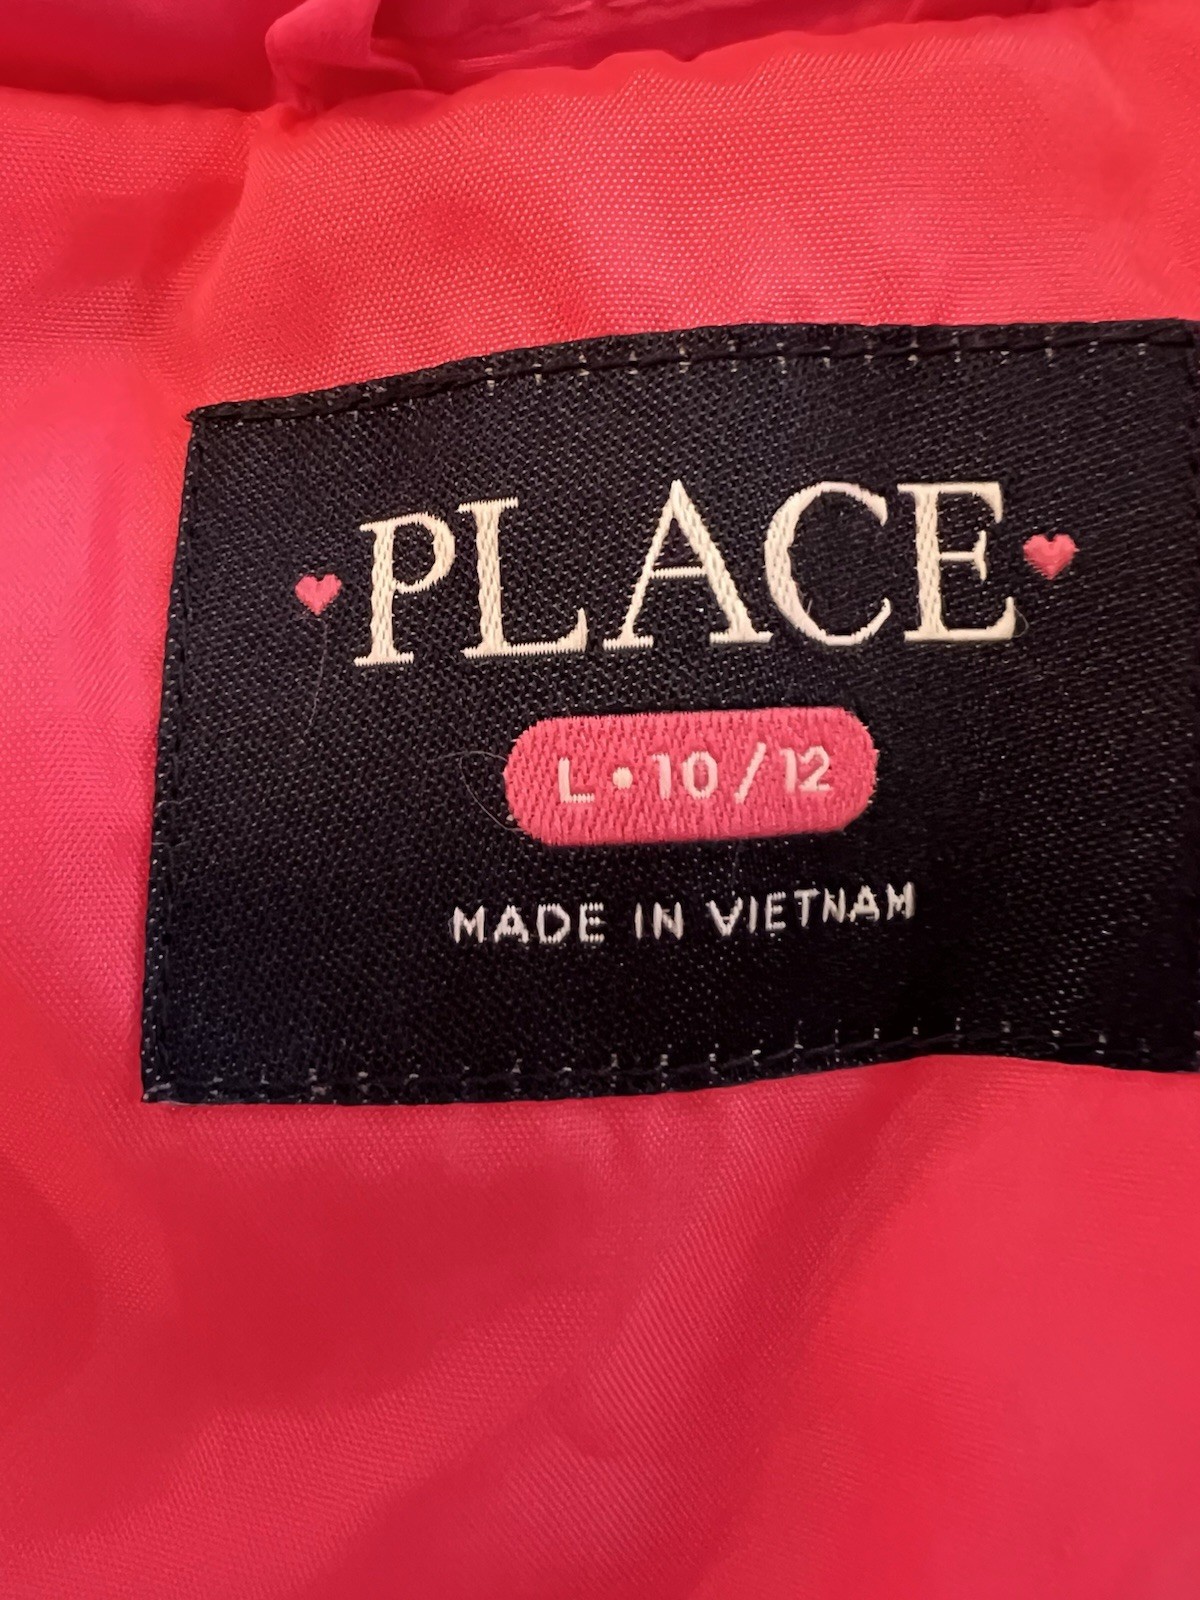 PLACE
L • 10/12
MADE IN VIETNAM